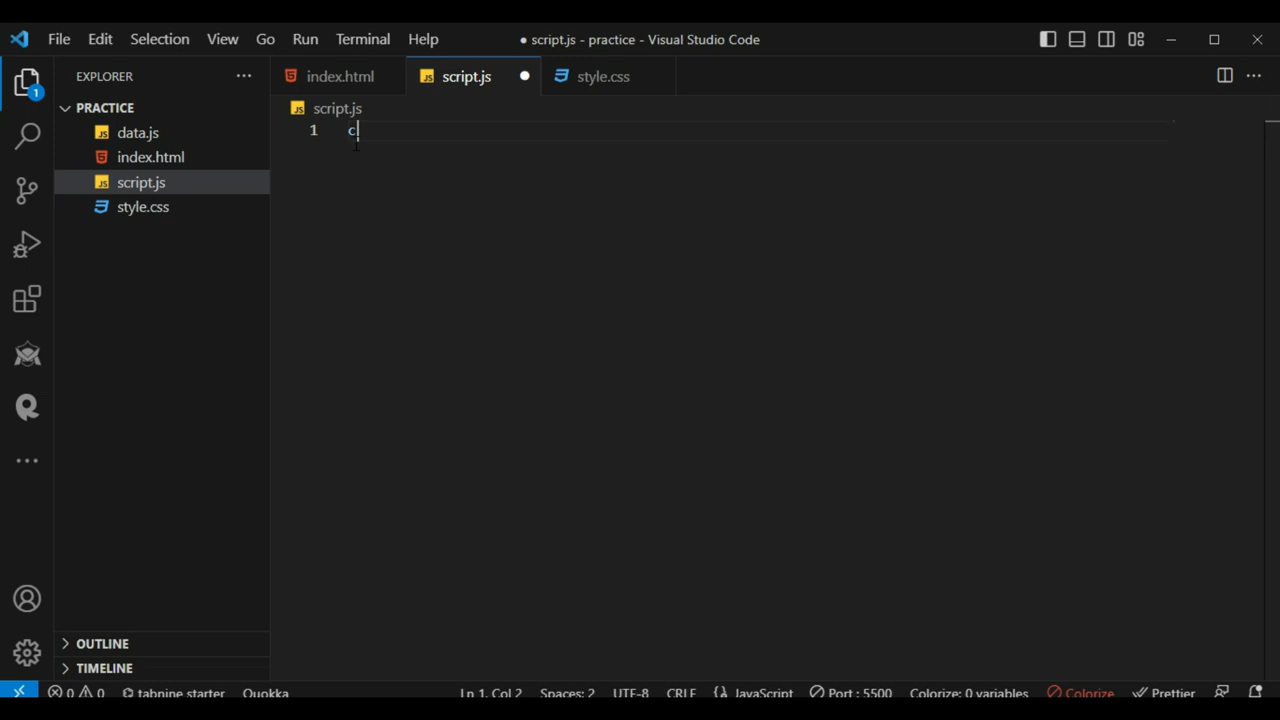 File Edit Selection View Go Run Terminal Help ● script.js - practice - Visual Studio Code
EXPLORER ··· index.html script.js ● style.css ···
1
PRACTICE
script.js
data.js
1 c
index.html
script.js
style.css
OUTLINE
TIMELINE
0 0 tabnine starter Quokka Ln 1, Col 2 Spaces: 2 UTF-8 CRLF JavaScript Port : 5500 Colorize: 0 variables Colorize Prettier